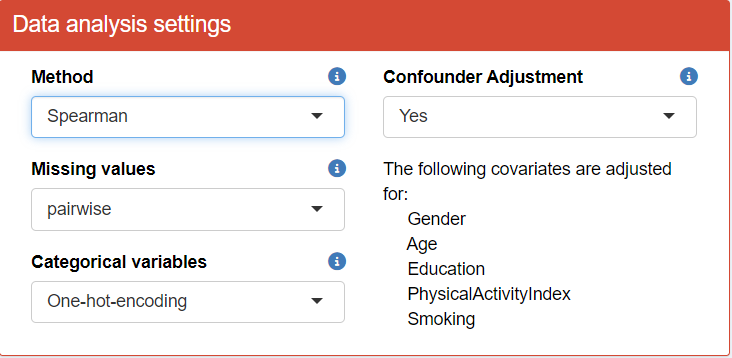 Data analysis settings
Method
Spearman
Missing values
pairwise
Categorical variables
One-hot-encoding
Confounder Adjustment
Yes
The following covariates are adjusted
for:
Gender
Age
Education
PhysicalActivityIndex
Smoking